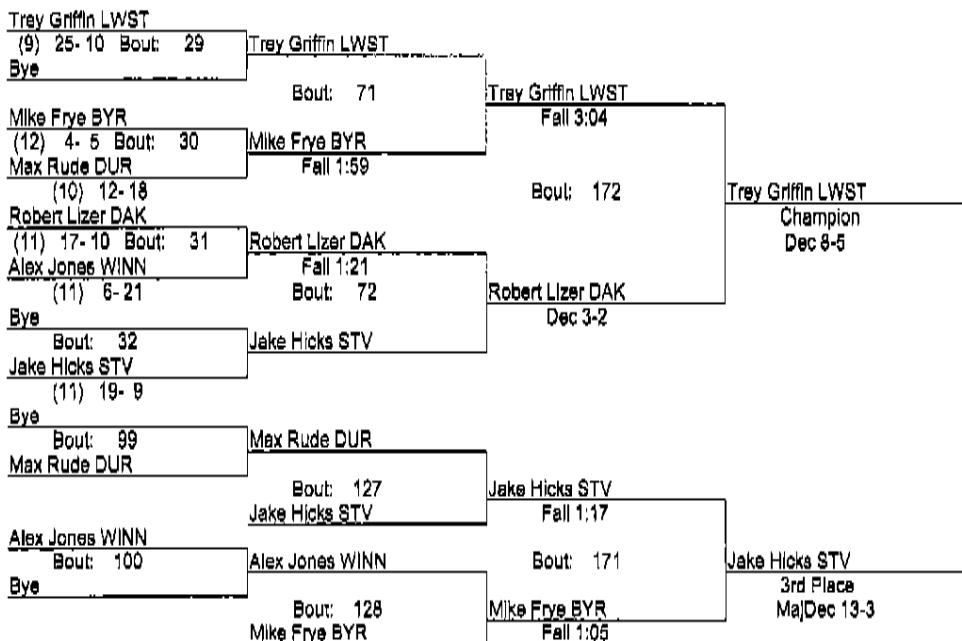 Trey Griffin LWST
(9) 25- 10 Bout: 29
Bye
Trey Griffin LWST
Bout: 71
Mike Frye BYR
(12) 4- 5 Bout: 30
Max Rude DUR
(10) 12- 18
Mike Frye BYR
Fall 1:59
Trey Griffin LWST
Fall 3:04
Robert Lizer DAK
(11) 17- 10 Bout: 31
Alex Jones WINN
(11) 6- 21
Robert Lizer DAK
Fall 1:21
Bout: 72
Bye
Bout: 32
Jake Hicks STV
(11) 19- 9
Jake Hicks STV
Robert Lizer DAK
Dec 3-2
Bout: 172
Trey Griffin LWST
Champion
Dec 8-5
Bye
Bout: 99
Max Rude DUR
Max Rude DUR
Bout: 127
Jake Hicks STV
Jake Hicks STV
Fall 1:17
Alex Jones WINN
Bout: 100
Bye
Alex Jones WINN
Bout: 128
Mike Frye BYR
Bout: 171
Mike Frye BYR
Fall 1:05
Jake Hicks STV
3rd Place
MajDec 13-3